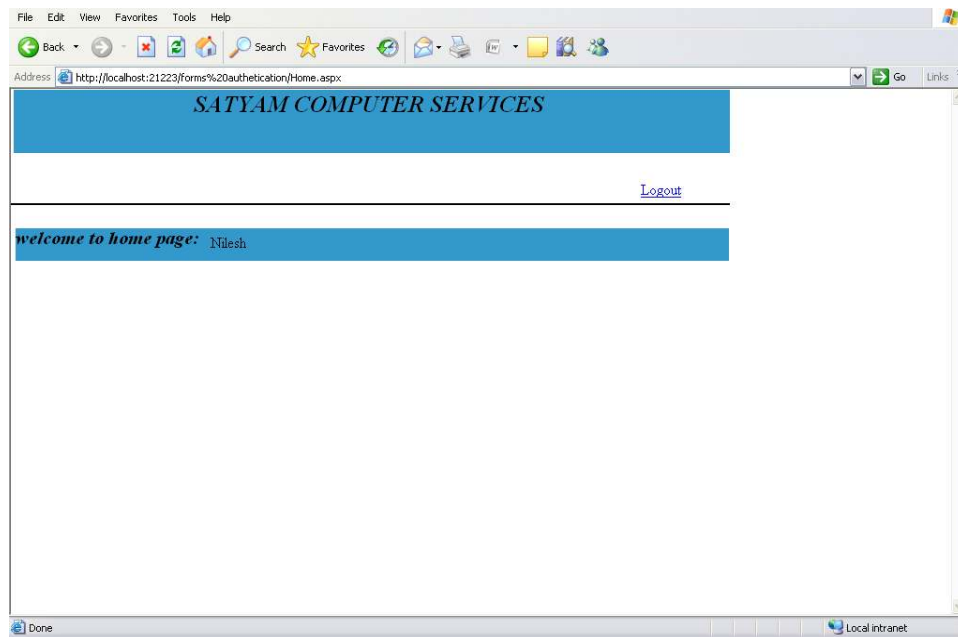 File Edit View Favorites Tools Help
Back Search Favorites
Address http://localhost:21223/forms%20authetication/Home.aspx Go Links
SATYAM COMPUTER SERVICES
Logout
welcome to home page: Nilesh
Done Local intranet